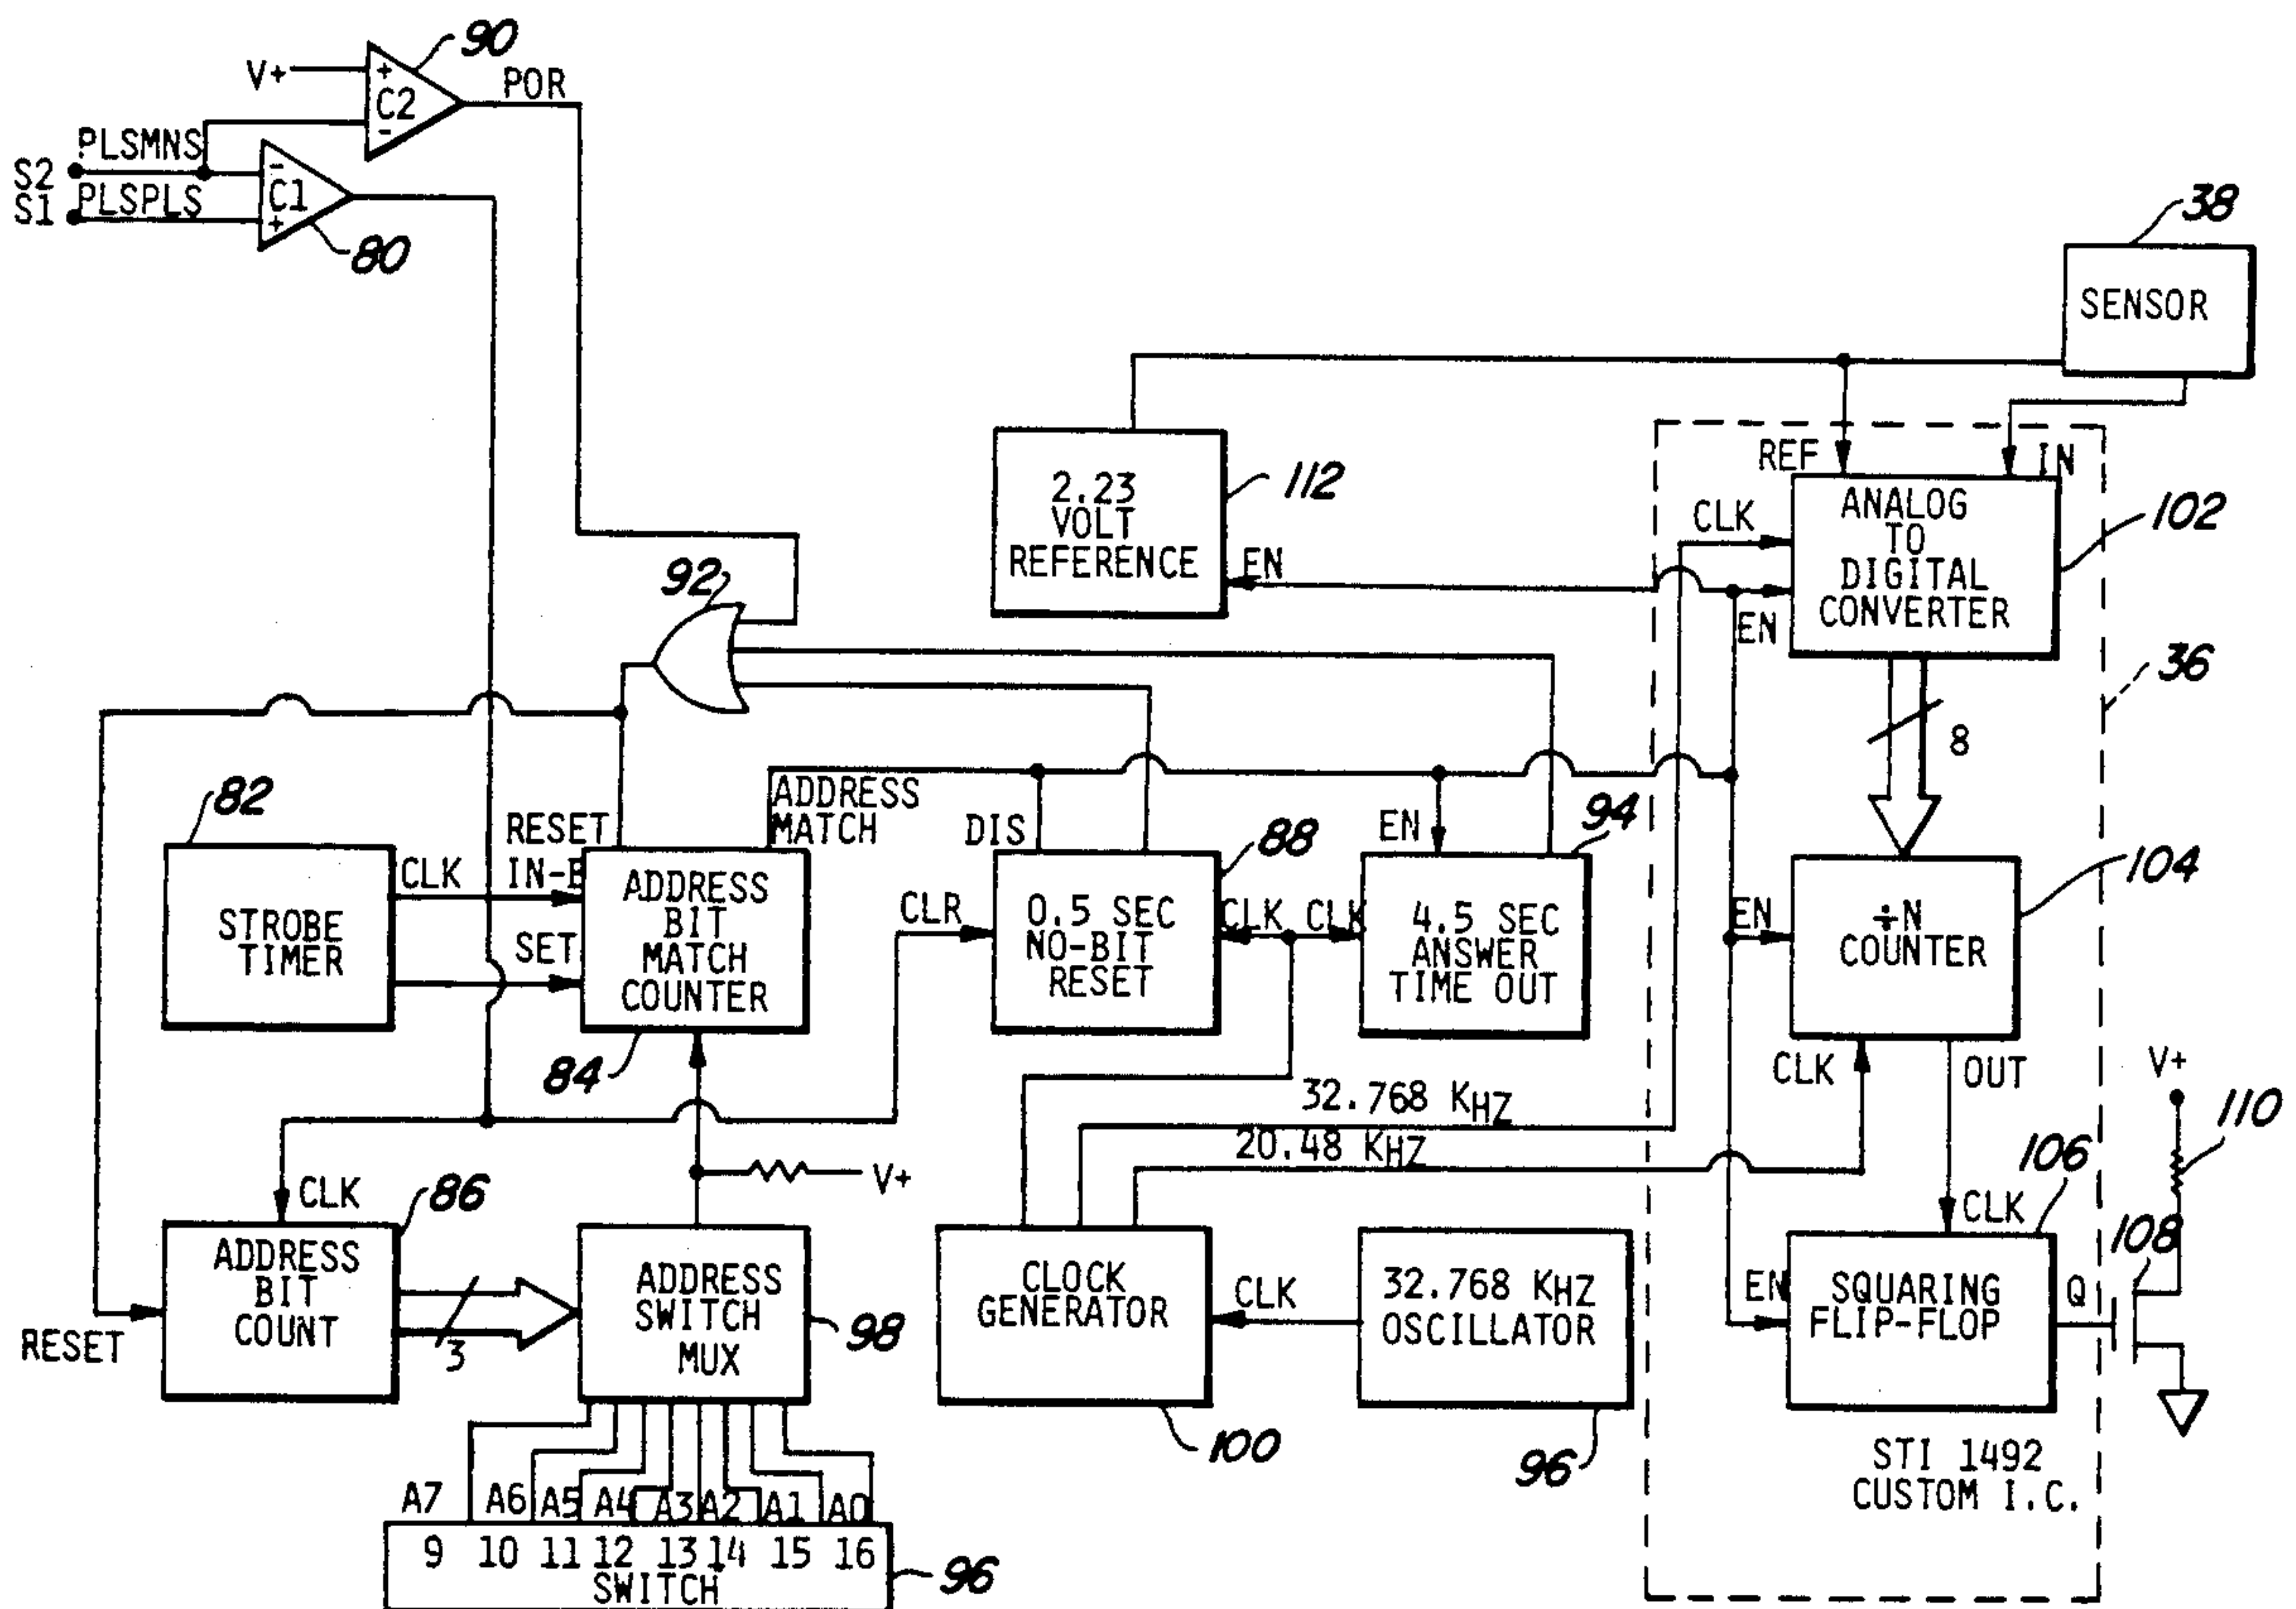 90
V+
+
C2
-
POR
PLSMNS
S2
-
C1
S1
PLSPLS
+
80
38
SENSOR
2.23
VOLT
REFERENCE
112
EN
REF
IN
CLK
EN
ANALOG
TO
DIGITAL
CONVERTER
102
36
92
8
82
STROBE
TIMER
CLK
SET
RESET
IN-B
ADDRESS
MATCH
ADDRESS
BIT
MATCH
COUNTER
84
DIS
CLR
0.5 SEC
NO-BIT
RESET
88
CLK
CLK
EN
94
4.5 SEC
ANSWER
TIME OUT
EN
÷N
COUNTER
104
CLK
OUT
V+
110
32.768 KHZ
20.48 KHZ
V+
CLK
86
ADDRESS
BIT
COUNT
RESET
3
ADDRESS
SWITCH
MUX
98
CLOCK
GENERATOR
100
CLK
32.768 KHZ
OSCILLATOR
96
CLK
106
EN
SQUARING
FLIP-FLOP
Q
108
STI 1492
CUSTOM I.C.
A7 A6 A5 A4 A3 A2 A1 A0
9 10 11 12 13 14 15 16
SWITCH
96